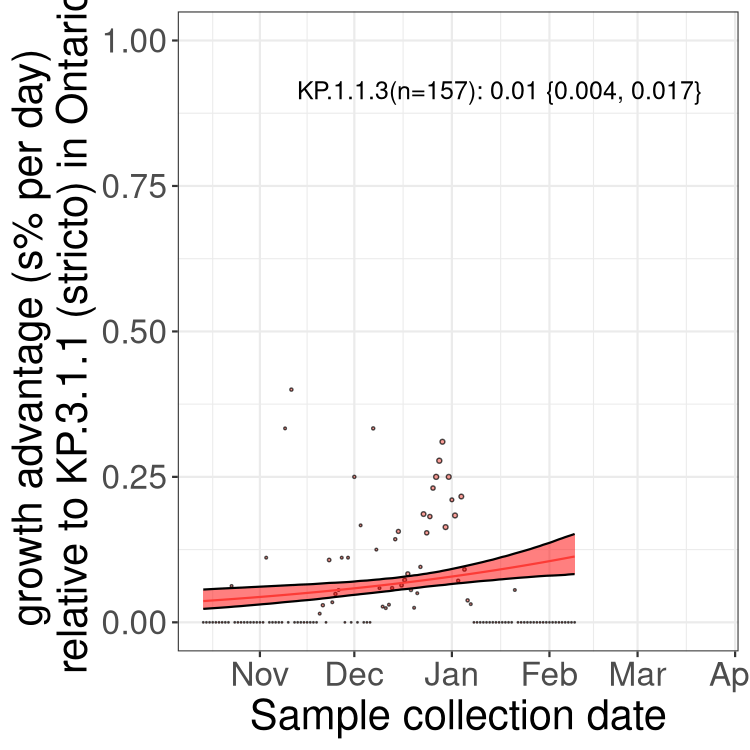 growth advantage (s% per day)
relative to KP.3.1.1 (stricto) in Ontario
1.00
0.75
0.50
0.25
0.00
KP.1.1.3(n=157): 0.01 {0.004, 0.017}
Nov Dec Jan Feb Mar Ap
Sample collection date